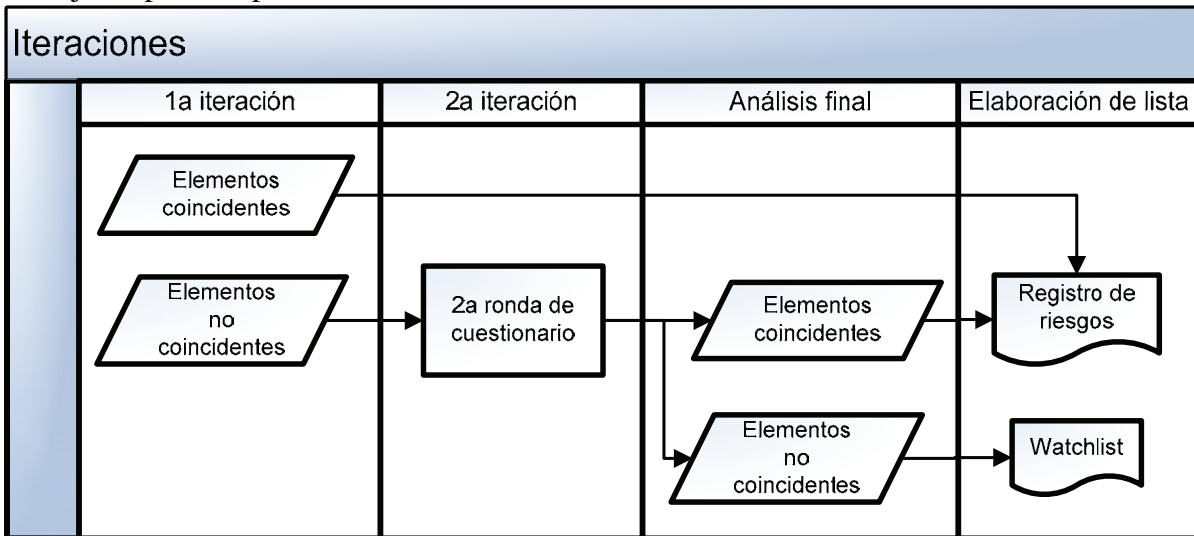 Iteraciones
1a iteración
2a iteración
Análisis final
Elaboración de lista
Elementos
coincidentes
Elementos
no
coincidentes
2a ronda de
cuestionario
Elementos
coincidentes
Registro de
riesgos
Elementos
no
coincidentes
Watchlist